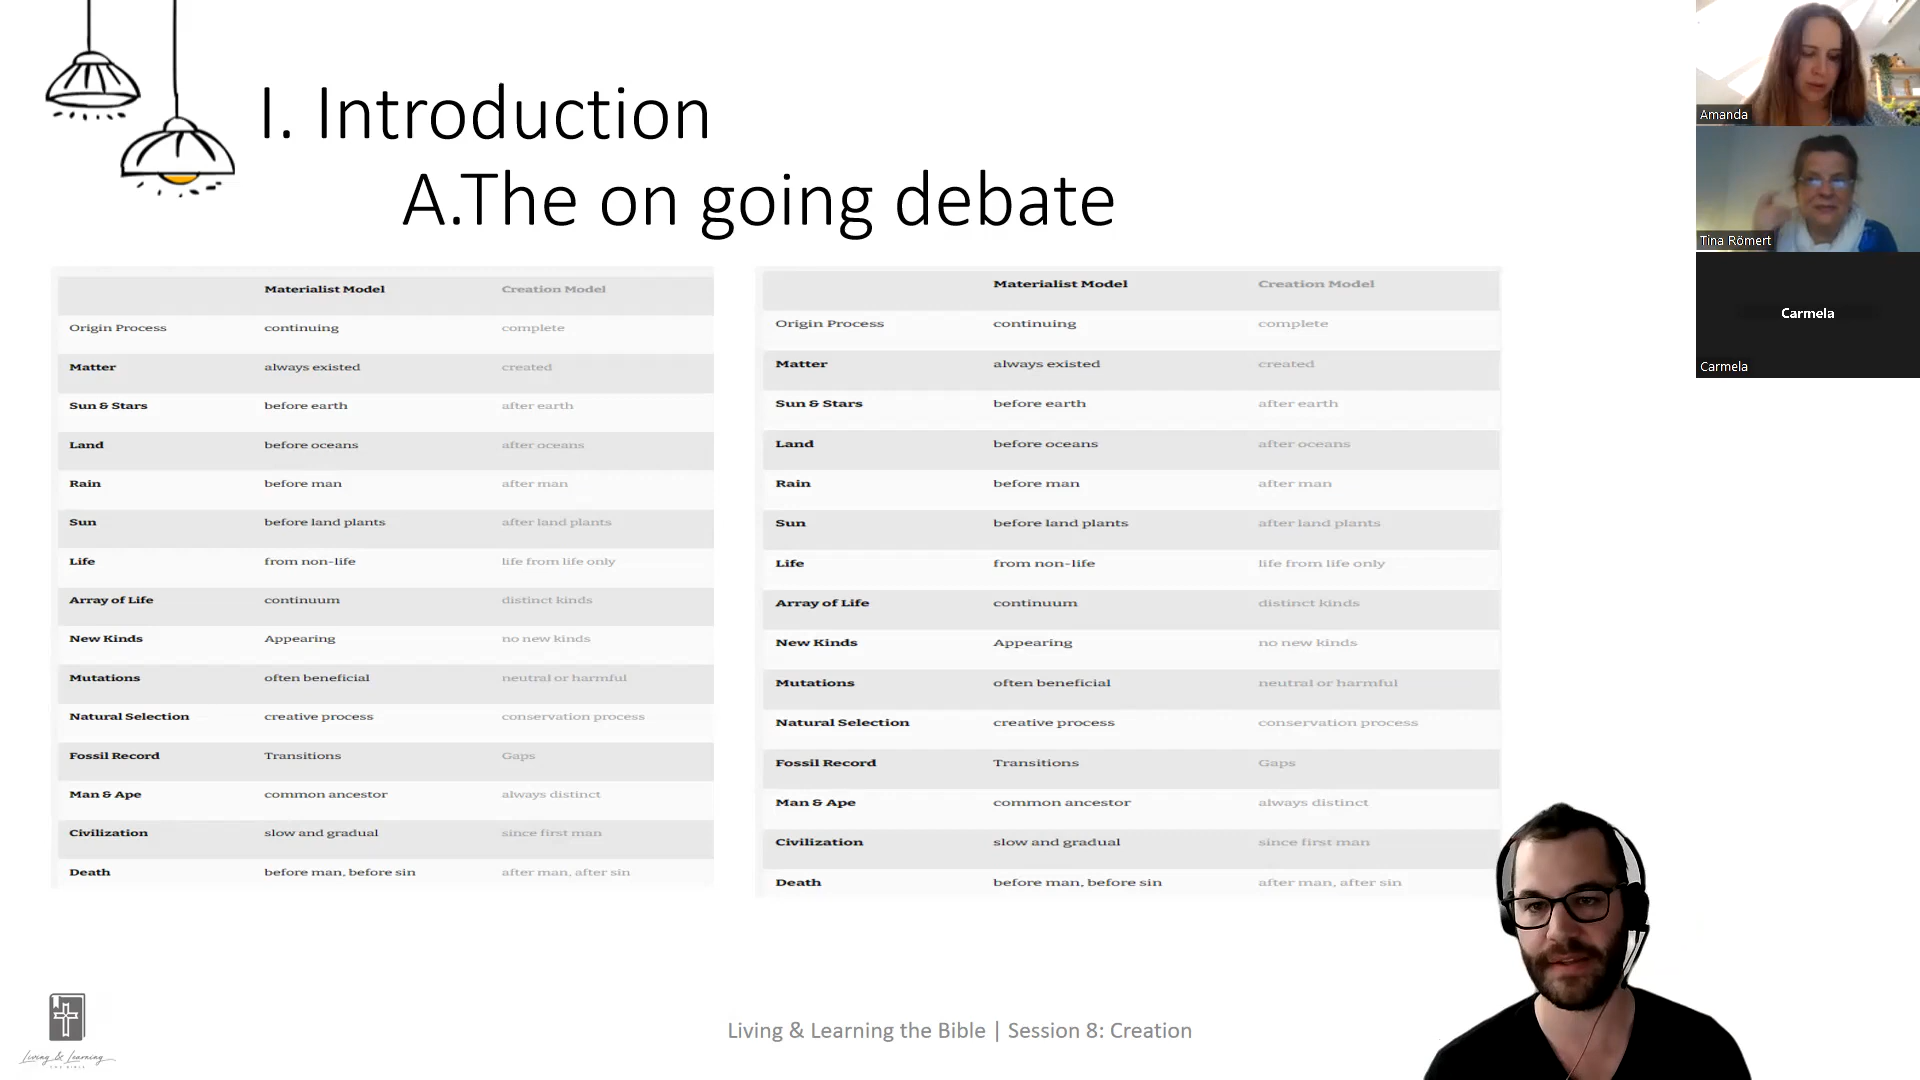 I. Introduction
A.The on going debate
Materialist Model Creation Model
Origin Process continuing complete
Matter always existed created
Sun & Stars before earth after earth
Land before oceans after oceans
Rain before man after man
Sun before land plants after land plants
Life from non-life life from life only
Array of Life continuum distinct kinds
New Kinds Appearing no new kinds
Mutations often beneficial neutral or harmful
Natural Selection creative process conservation process
Fossil Record Transitions Gaps
Man & Ape common ancestor always distinct
Civilization slow and gradual since first man
Death before man, before sin after man, after sin
Materialist Model Creation Model
Origin Process continuing complete
Matter always existed created
Sun & Stars before earth after earth
Land before oceans after oceans
Rain before man after man
Sun before land plants after land plants
Life from non-life life from life only
Array of Life continuum distinct kinds
New Kinds Appearing no new kinds
Mutations often beneficial neutral or harmful
Natural Selection creative process conservation process
Fossil Record Transitions Gaps
Man & Ape common ancestor always distinct
Civilization slow and gradual since first man
Death before man, before sin after man, after sin
Living & Learning
THE BIBLE
Living & Learning the Bible | Session 8: Creation
Amanda
Tina Römert
Carmela
Carmela